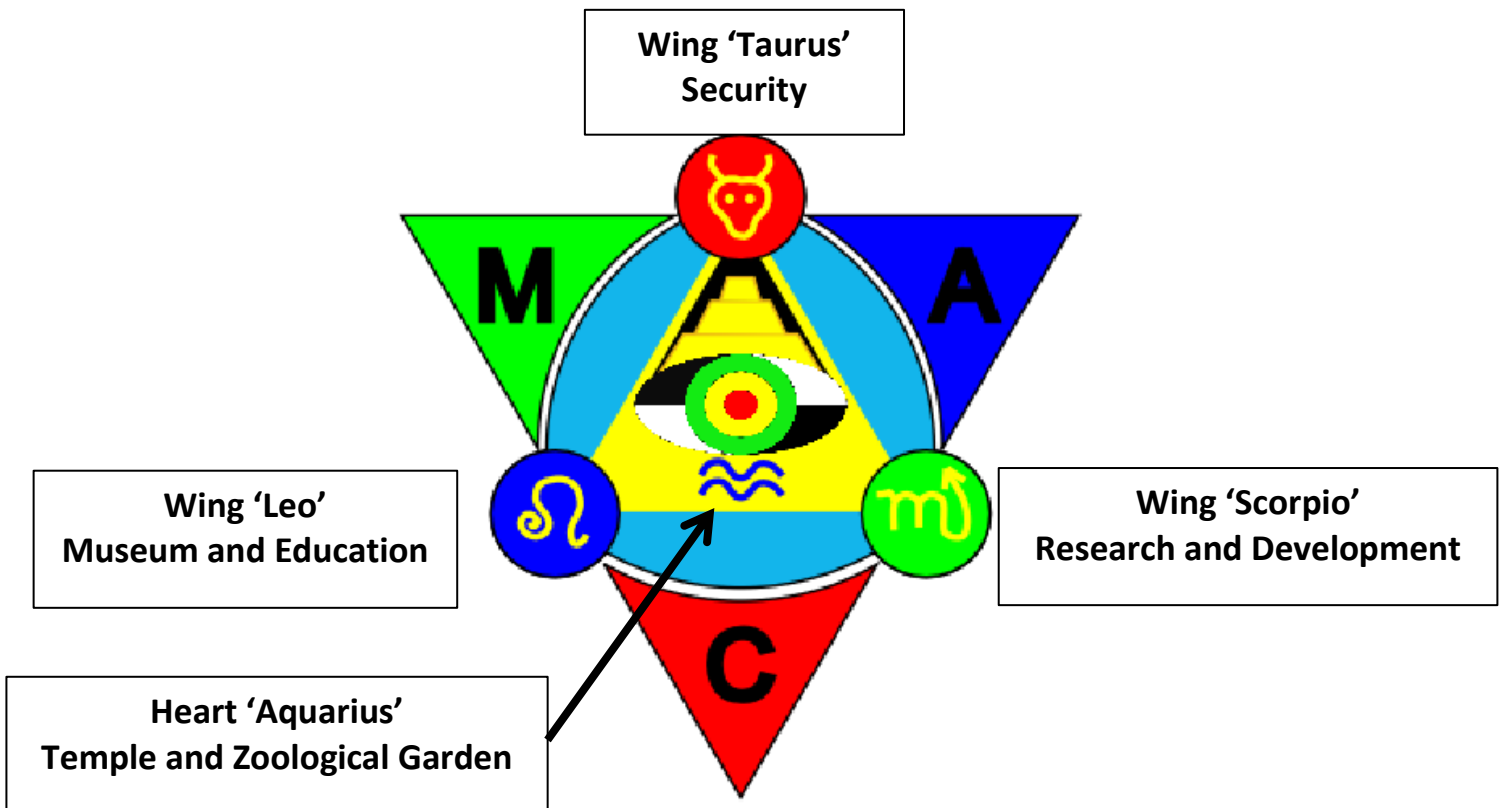 Wing ‘Taurus’
Security
M
A
Wing ‘Leo’
Museum and Education
Wing ‘Scorpio’
Research and Development
C
Heart ‘Aquarius’
Temple and Zoological Garden